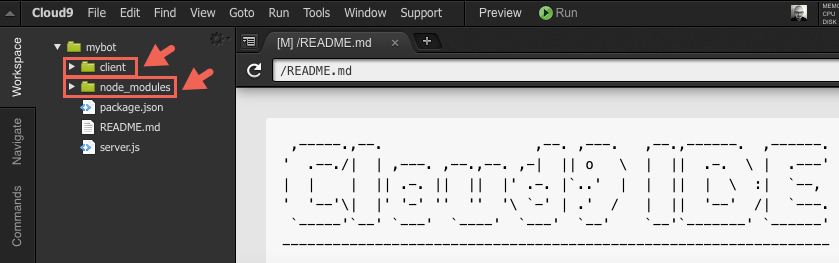 Cloud9 File Edit Find View Goto Run Tools Window Support Preview Run
MEMO
CPU
DISK
Workspace
Navigate
Commands
mybot
client
node_modules
package.json
README.md
server.js
[M] /README.md
/README.md
Cloud9 IDE